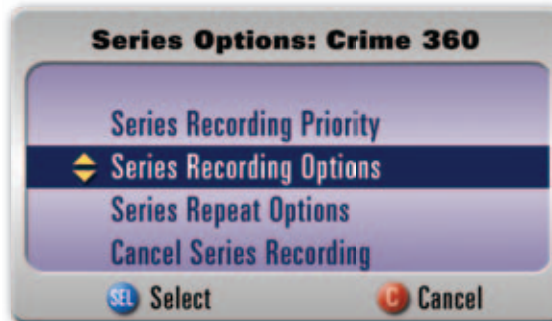 Series Options: Crime 360
Series Recording Priority
Series Recording Options
Series Repeat Options
Cancel Series Recording
SEL Select C Cancel